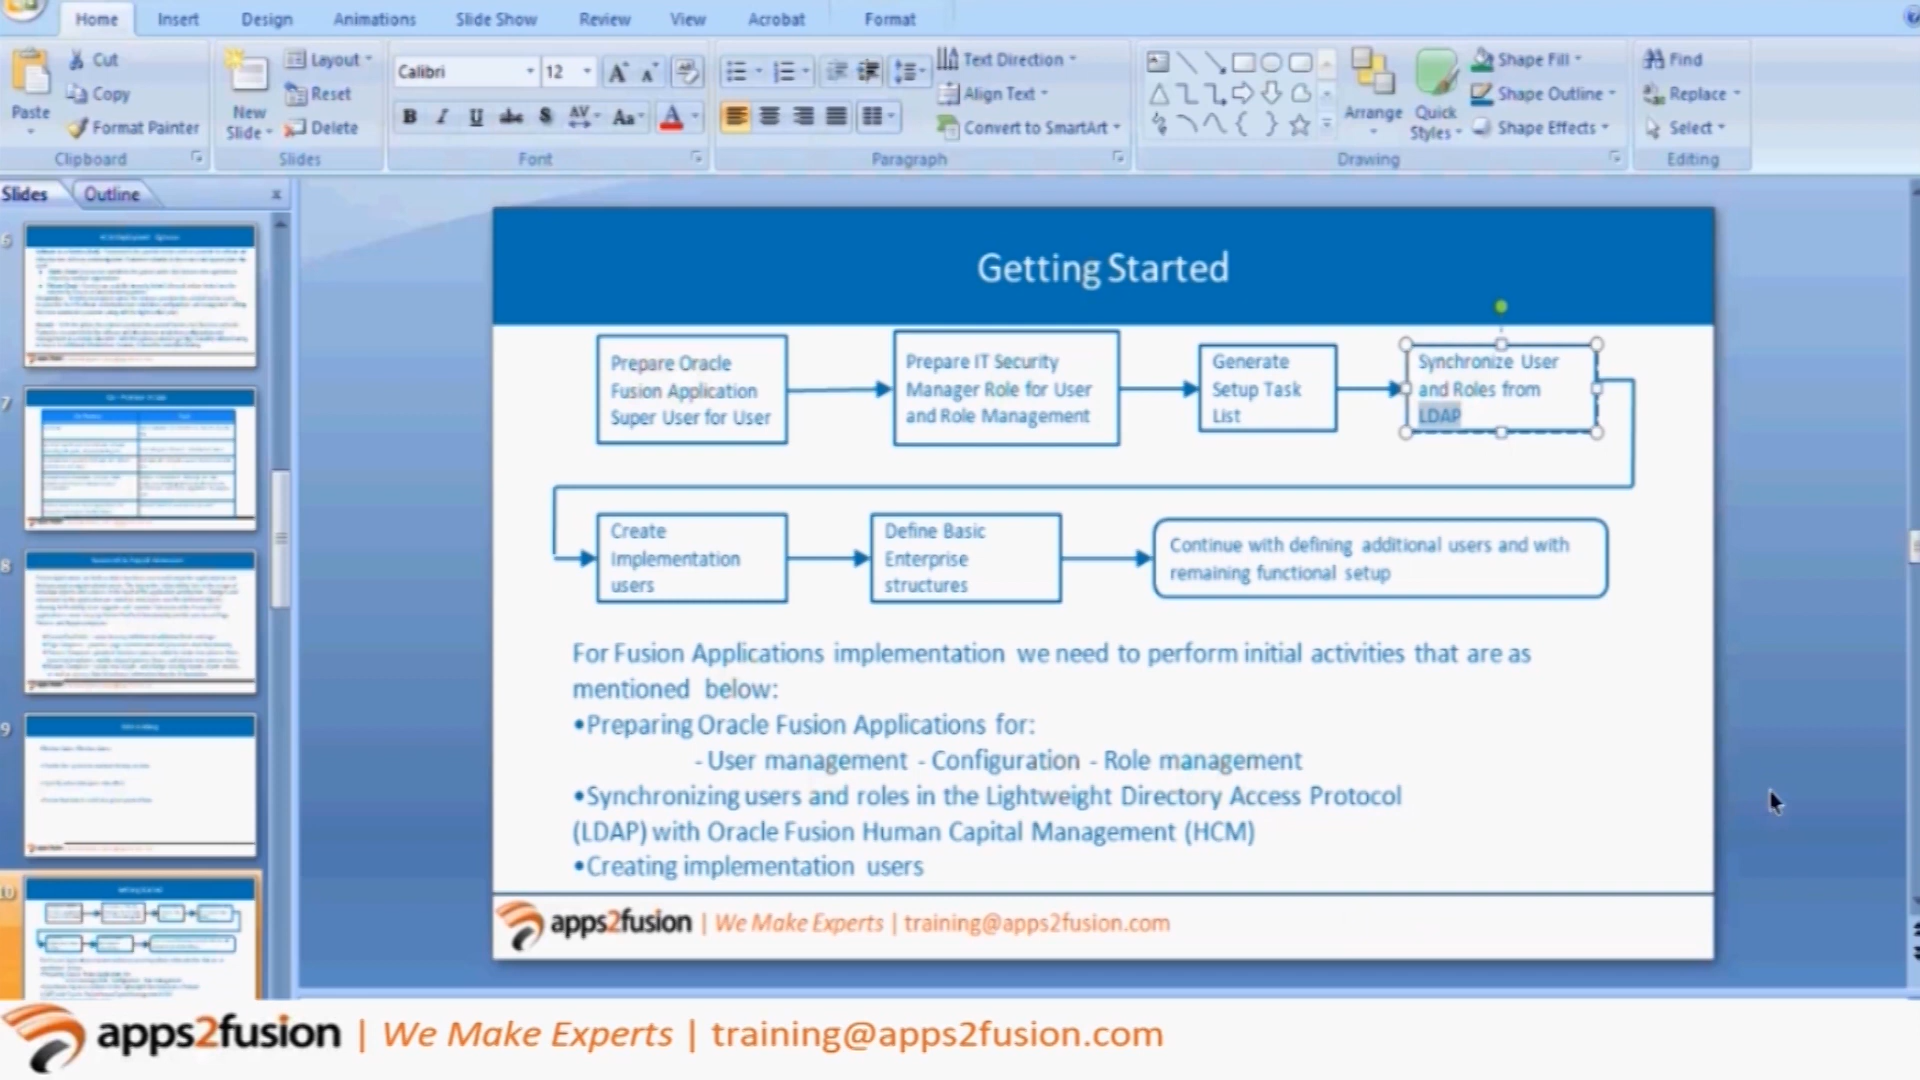 Home Insert Design Animations Slide Show Review View Acrobat Format
Cut
Copy
Format Painter
Paste
Clipboard
New
Slide
Layout
Reset
Delete
Slides
Calibri 12
B I U abc S AV Aa A
Font
Text Direction
Align Text
Convert to SmartArt
Paragraph
Arrange
Quick
Styles
Shape Fill
Shape Outline
Shape Effects
Drawing
Find
Replace
Select
Editing
Slides Outline
7
8
9
10
Getting Started
Prepare Oracle
Fusion Application
Super User for User
Prepare IT Security
Manager Role for User
and Role Management
Generate
Setup Task
List
Synchronize User
and Roles from
LDAP
Create
Implementation
users
Define Basic
Enterprise
structures
Continue with defining additional users and with
remaining functional setup
For Fusion Applications implementation we need to perform initial activities that are as
mentioned below:
•Preparing Oracle Fusion Applications for:
- User management - Configuration - Role management
•Synchronizing users and roles in the Lightweight Directory Access Protocol
(LDAP) with Oracle Fusion Human Capital Management (HCM)
•Creating implementation users
apps2fusion | We Make Experts | training@apps2fusion.com
apps2fusion | We Make Experts | training@apps2fusion.com